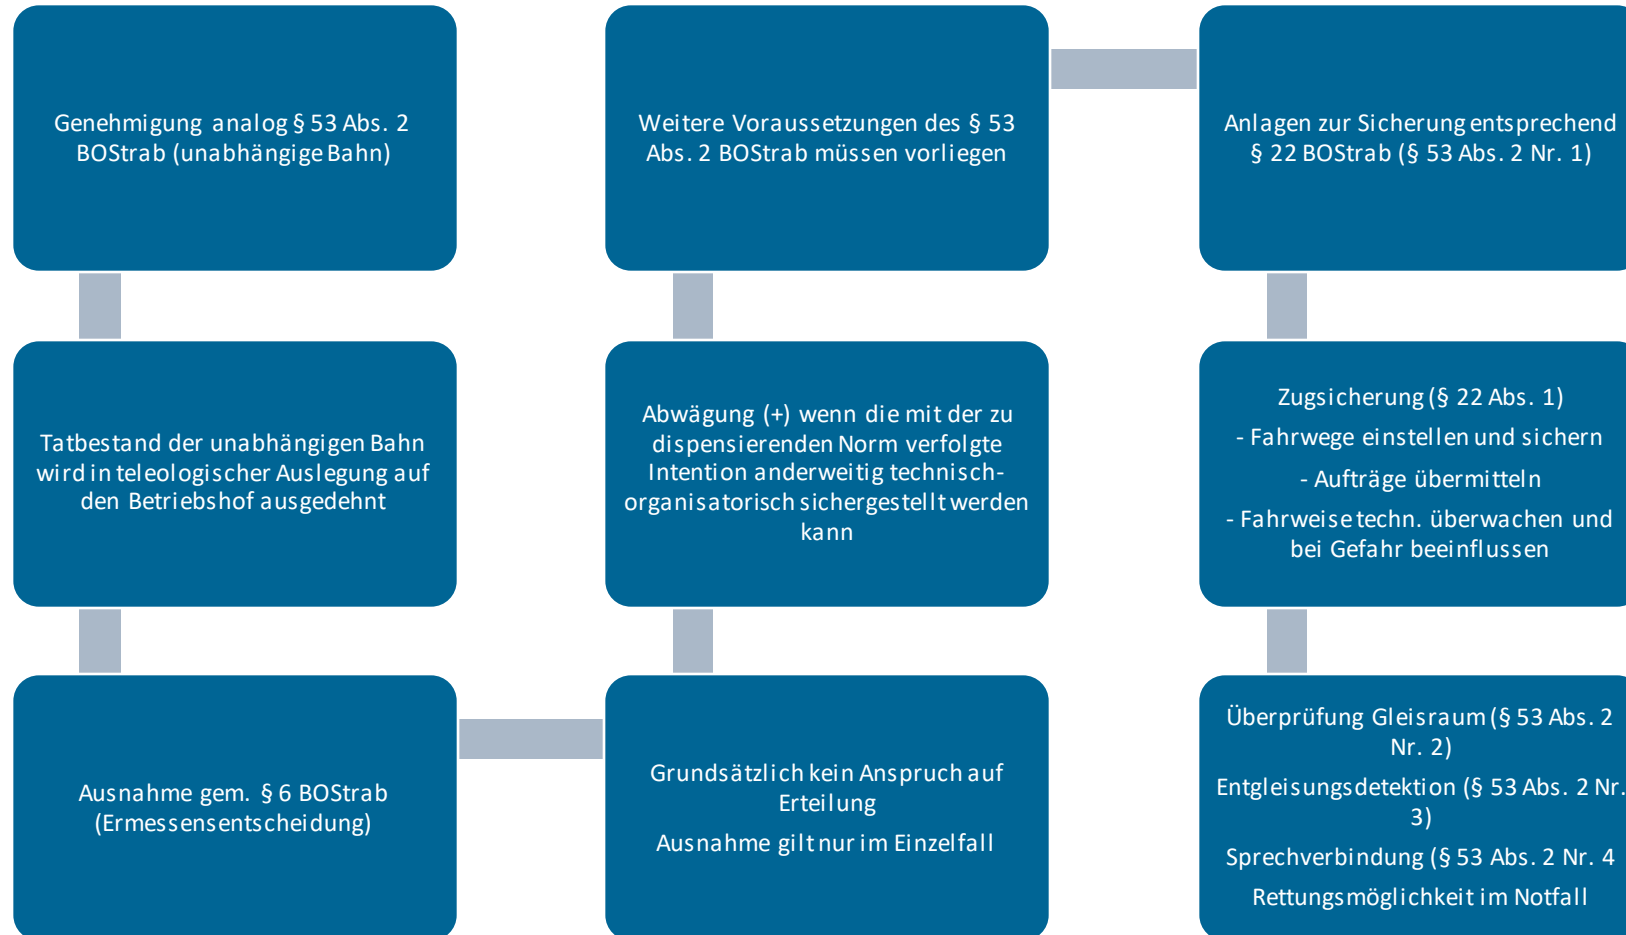 Genehmigung analog § 53 Abs. 2
BOStrab (unabhängige Bahn)
Tatbestand der unabhängigen Bahn
wird in teleologischer Auslegung auf
den Betriebshof ausgedehnt
Ausnahme gem. § 6 BOStrab
(Ermessensentscheidung)
Grundsätzlich kein Anspruch auf
Erteilung
Ausnahme gilt nur im Einzelfall
Abwägung (+) wenn die mit der zu
dispensierenden Norm verfolgte
Intention anderweitig technisch-
organisatorisch sichergestellt werden
kann
Weitere Voraussetzungen des § 53
Abs. 2 BOStrab müssen vorliegen
Anlagen zur Sicherung entsprechend
§ 22 BOStrab (§ 53 Abs. 2 Nr. 1)
Zugsicherung (§ 22 Abs. 1)
- Fahrwege einstellen und sichern
- Aufträge übermitteln
- Fahrweise techn. überwachen und
bei Gefahr beeinflussen
Überprüfung Gleisraum (§ 53 Abs. 2
Nr. 2)
Entgleisungsdetektion (§ 53 Abs. 2 Nr.
3)
Sprechverbindung (§ 53 Abs. 2 Nr. 4
Rettungsmöglichkeit im Notfall